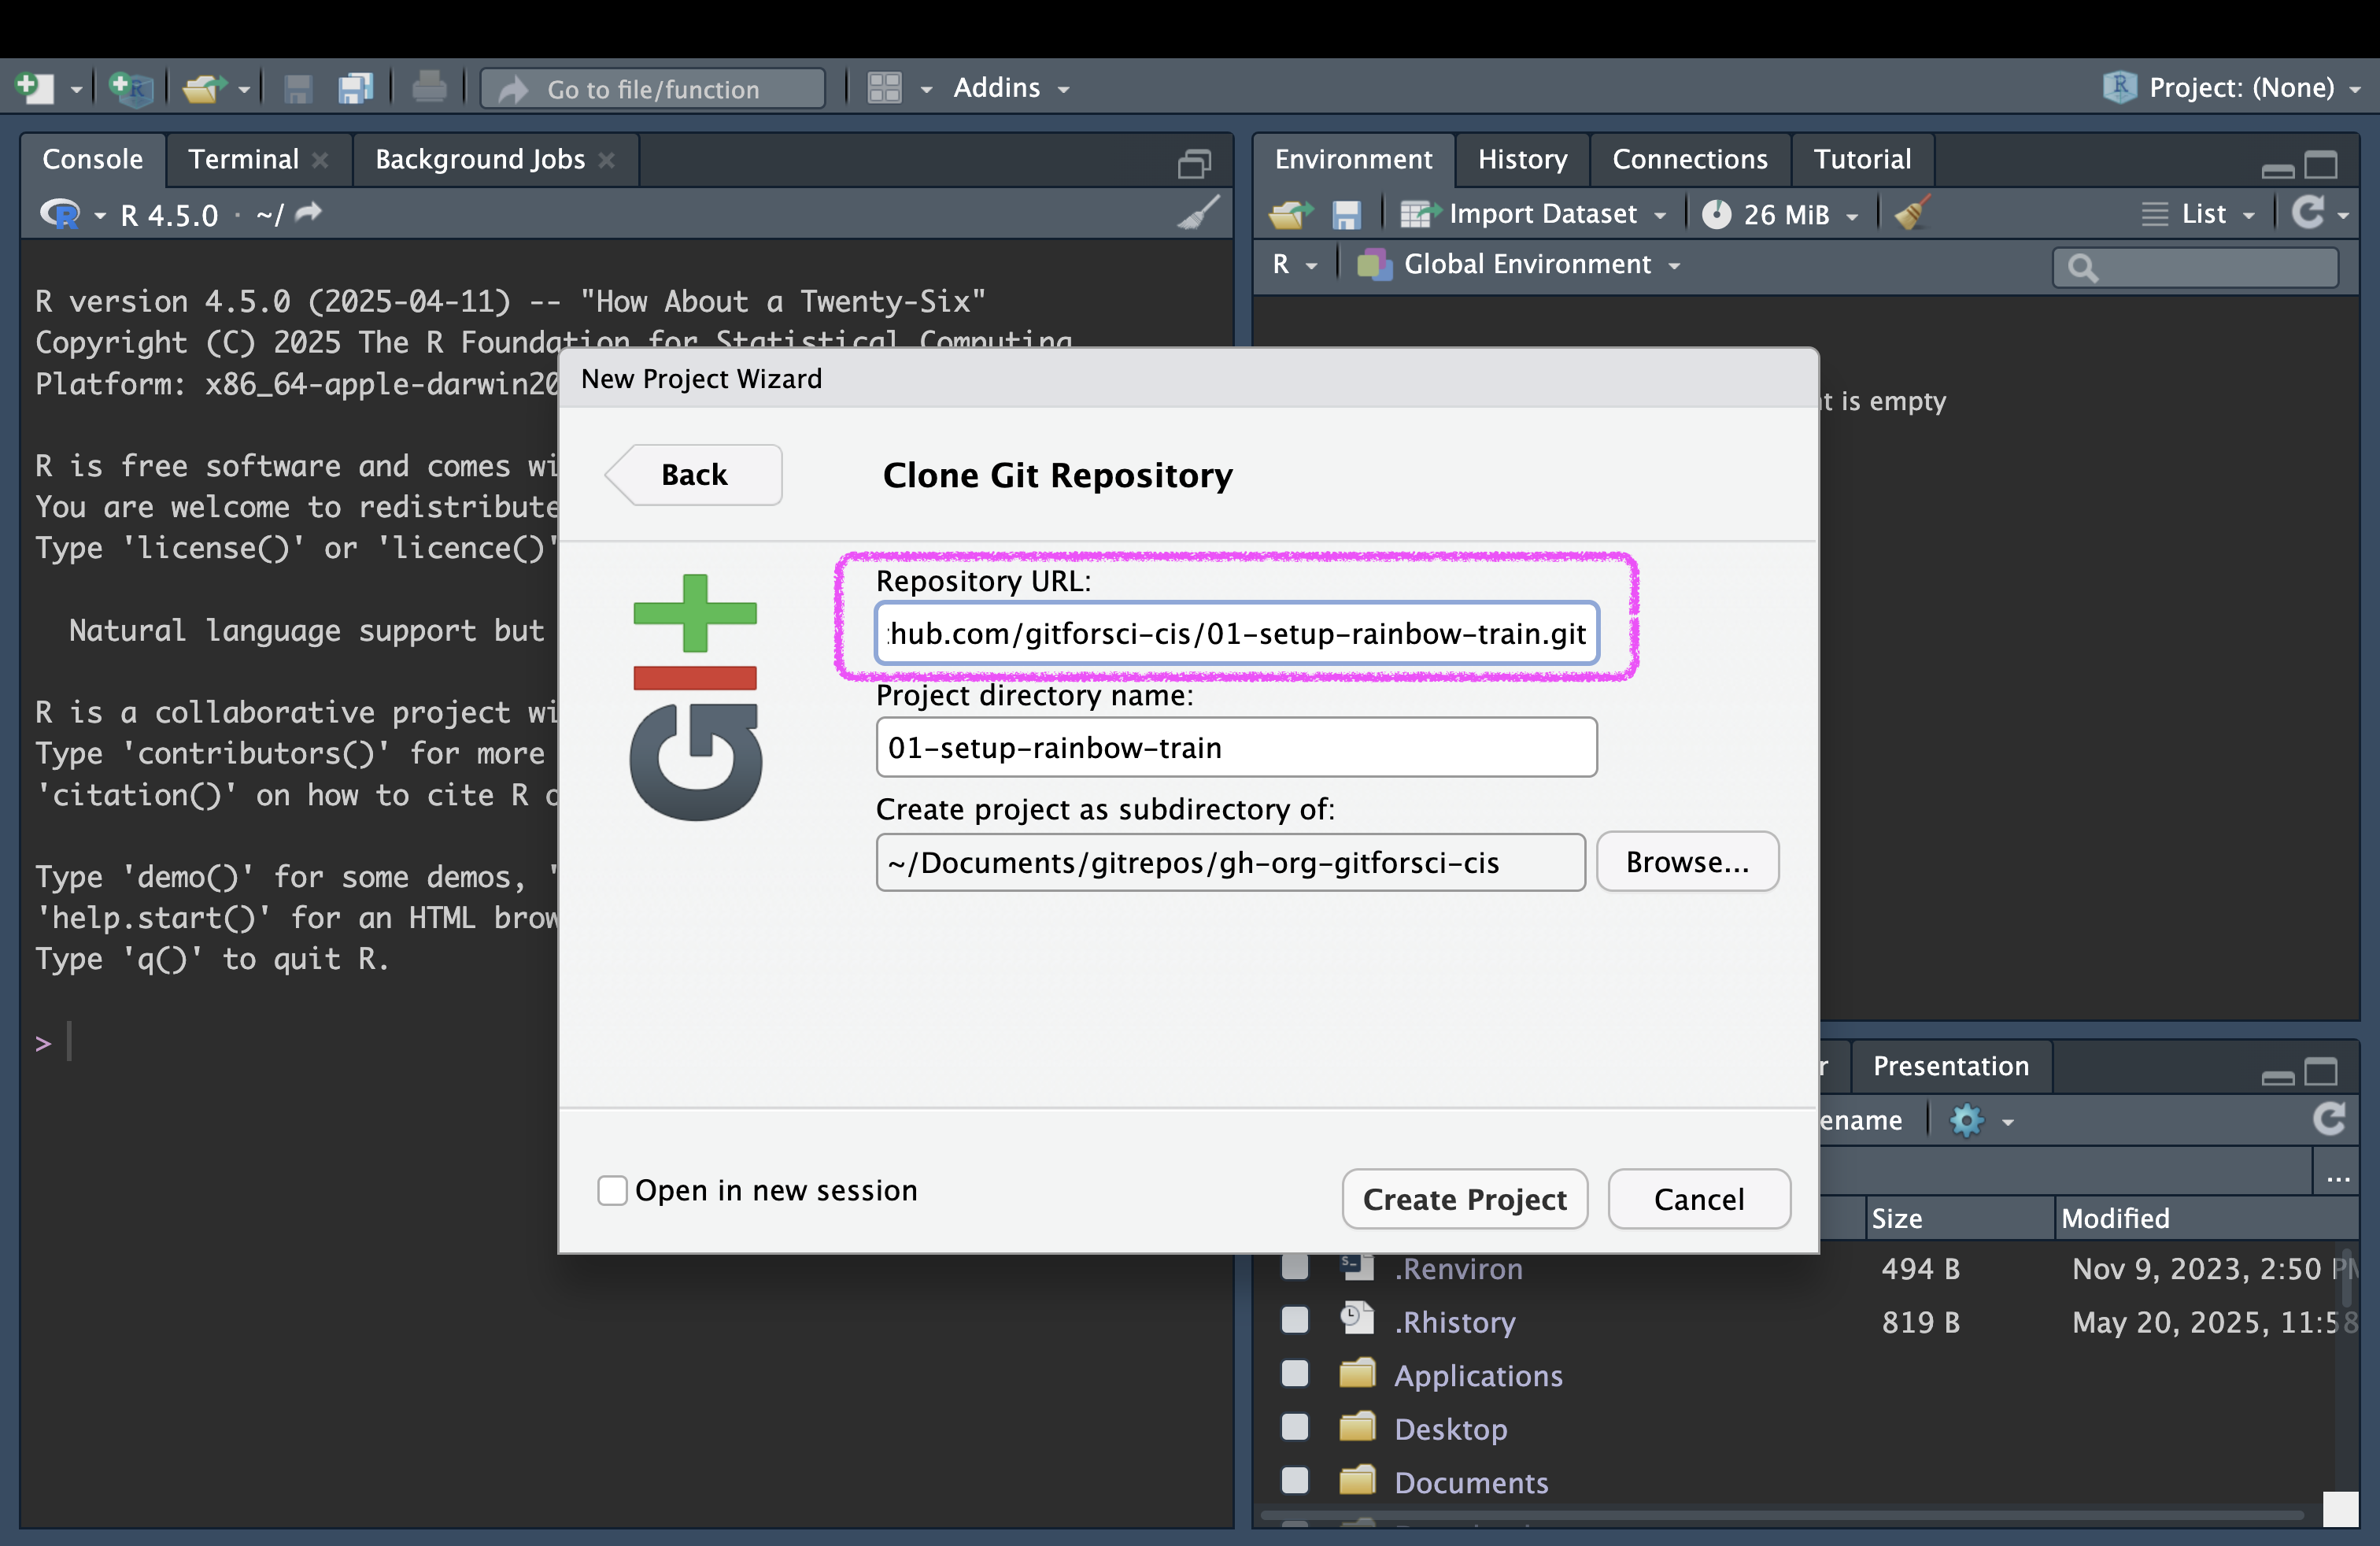 Go to file/function
Addins
Project: (None)
Console
Terminal
Background Jobs
R 4.5.0 · ~/
R version 4.5.0 (2025-04-11) -- "How About a Twenty-Six"
Copyright (C) 2025 The R Foundation for Statistical Computing
Platform: x86_64-apple-darwin20
R is free software and comes wi
You are welcome to redistribute
Type 'license()' or 'licence()'
Natural language support but
R is a collaborative project wi
Type 'contributors()' for more
'citation()' on how to cite R o
Type 'demo()' for some demos, '
'help.start()' for an HTML brow
Type 'q()' to quit R.
>
Environment
History
Connections
Tutorial
Import Dataset
26 MiB
List
R
Global Environment
t is empty
New Project Wizard
Back
Clone Git Repository
git
Repository URL:
hub.com/gitforsci-cis/01-setup-rainbow-train.git
Project directory name:
01-setup-rainbow-train
Create project as subdirectory of:
~/Documents/gitrepos/gh-org-gitforsci-cis
Browse...
Open in new session
Create Project
Cancel
r
Presentation
ename
...
Size
Modified
.Renviron
494 B
Nov 9, 2023, 2:50 PM
.Rhistory
819 B
May 20, 2025, 11:58
Applications
Desktop
Documents